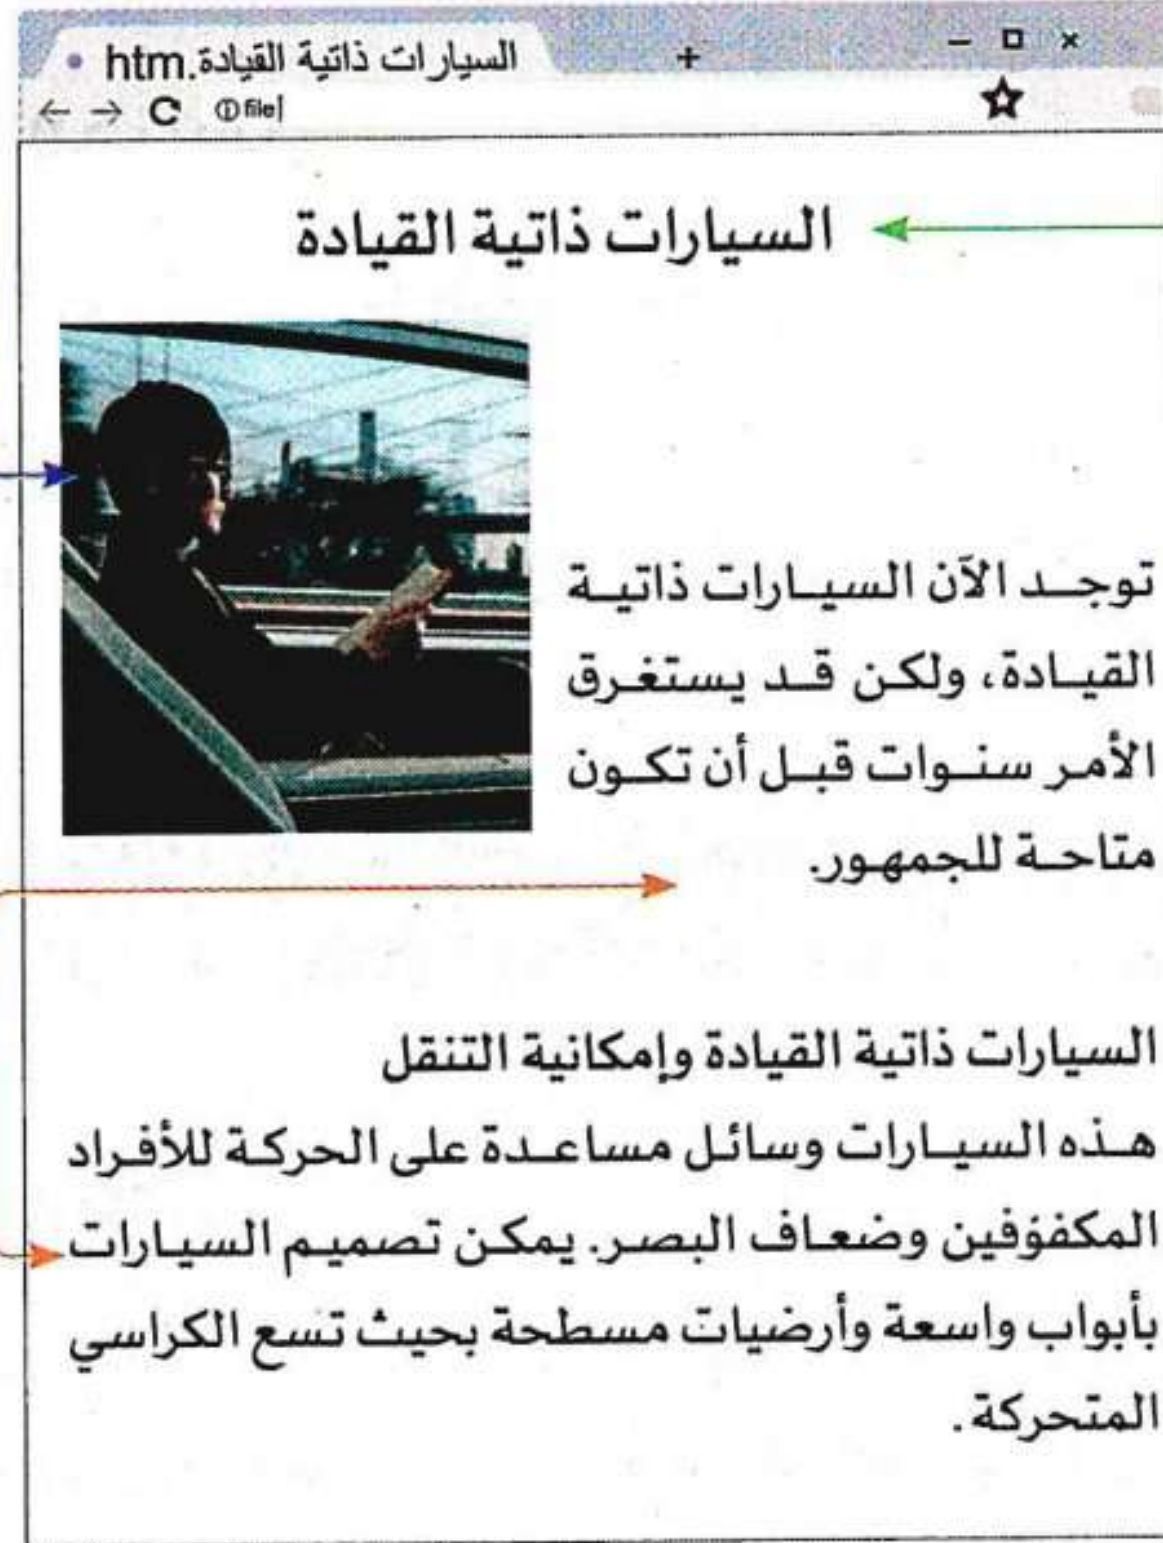 السيارات ذاتية القيادة.htm
file
السيارات ذاتية القيادة
توجد الآن السيارات ذاتية
القيادة، ولكن قد يستغرق
الأمر سنوات قبل أن تكون
متاحة للجمهور.
السيارات ذاتية القيادة وإمكانية التنقل
هذه السيارات وسائل مساعدة على الحركة للأفراد
المكفوفين وضعاف البصر. يمكن تصميم السيارات
بأبواب واسعة وأرضيات مسطحة بحيث تسع الكراسي
المتحركة.